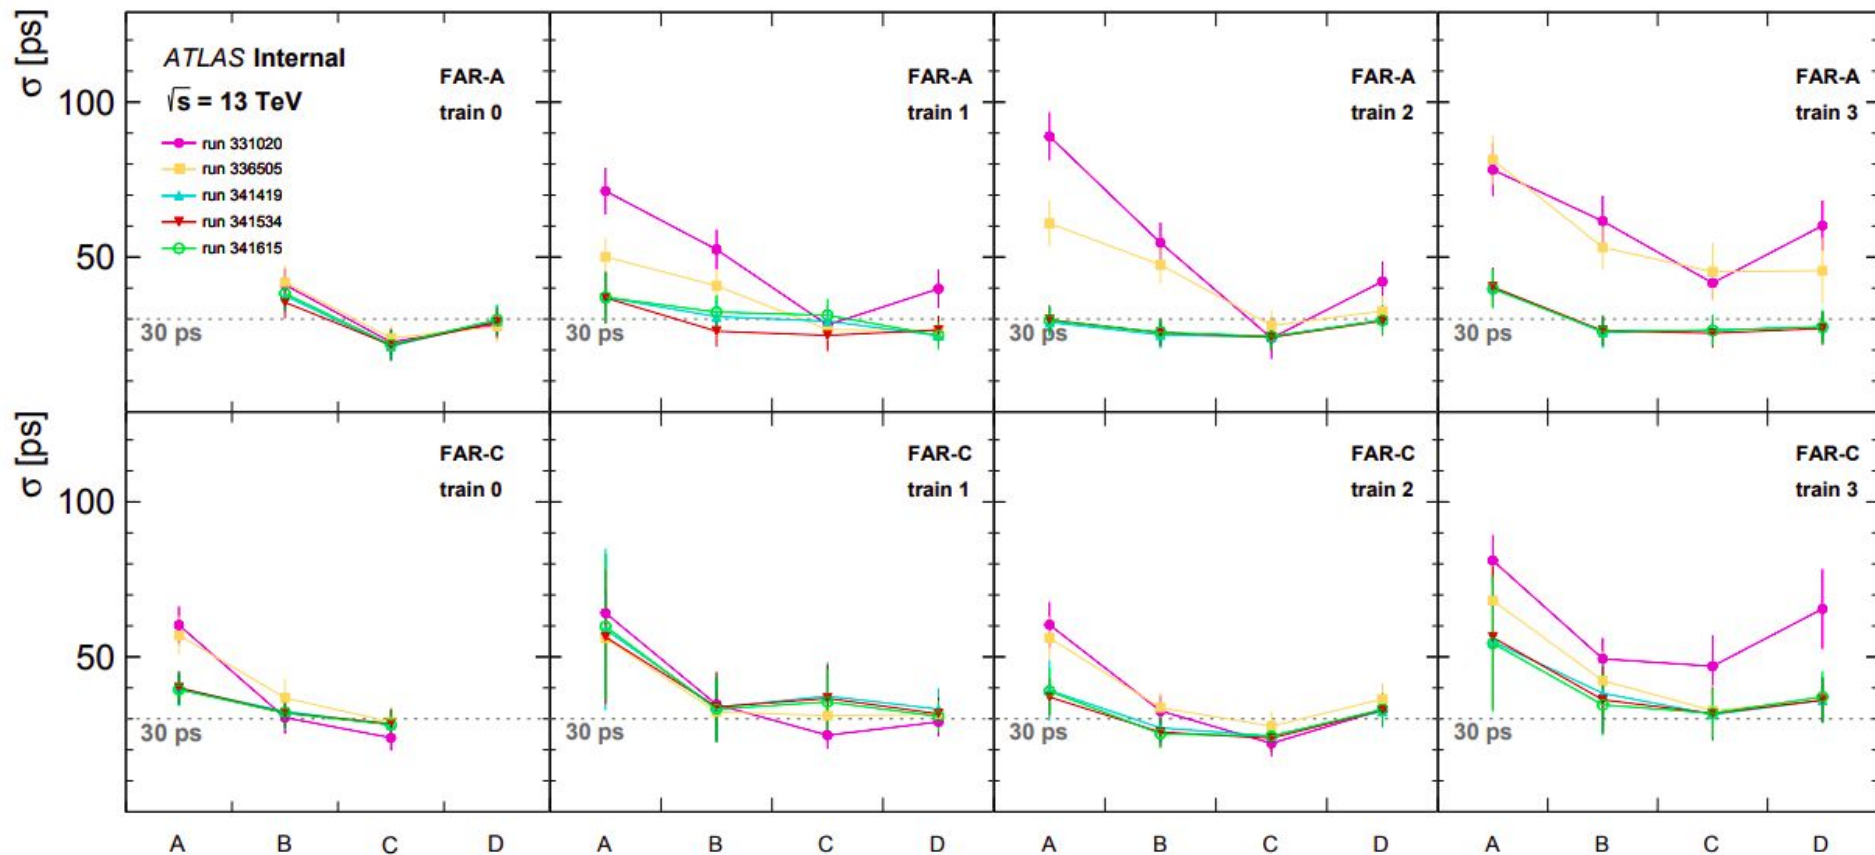 σ [ps]
100
50
ATLAS Internal
√s = 13 TeV
run 331020
run 336505
run 341419
run 341534
run 341615
FAR-A
train 0
30 ps
FAR-A
train 1
30 ps
FAR-A
train 2
30 ps
FAR-A
train 3
σ [ps]
100
50
FAR-C
train 0
30 ps
FAR-C
train 1
30 ps
FAR-C
train 2
30 ps
FAR-C
train 3
30 ps
A B C D A B C D A B C D A B C D